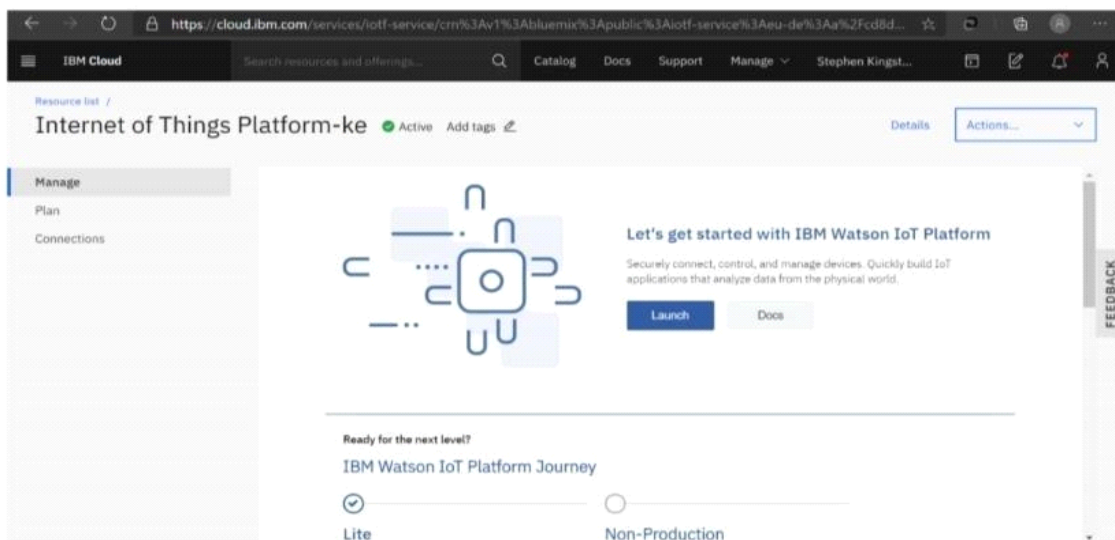 https://cloud.ibm.com/services/iotf-service/crn%3Av1%3Abluemix%3Apublic%3Aiotf-service%3Aeu-de%3Aa%2Fcd8d...
IBM Cloud Search resources and offerings... Catalog Docs Support Manage Stephen Kingst...
Resource list /
Internet of Things Platform-ke Active Add tags Details Actions...
Manage
Plan
Connections
Let's get started with IBM Watson IoT Platform
Securely connect, control, and manage devices. Quickly build IoT
applications that analyze data from the physical world.
Launch Docs
FEEDBACK
Ready for the next level?
IBM Watson IoT Platform Journey
Lite Non-Production